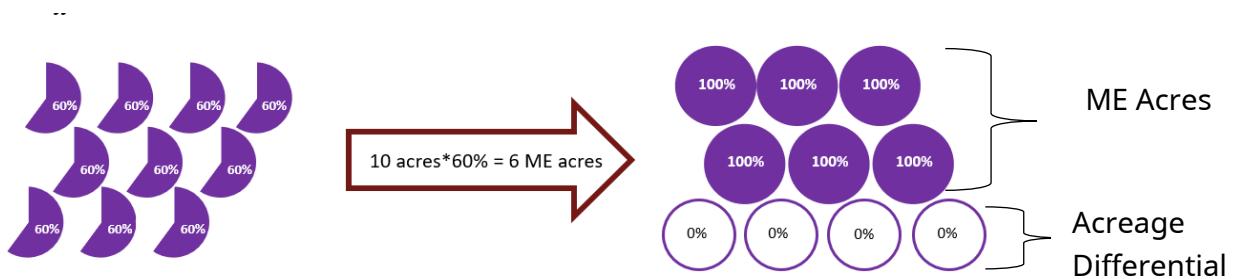 60% 60% 60% 60%
60% 60% 60%
60% 60% 60%
10 acres*60% = 6 ME acres
100% 100% 100%
100% 100% 100%
0% 0% 0% 0%
ME Acres
Acreage
Differential